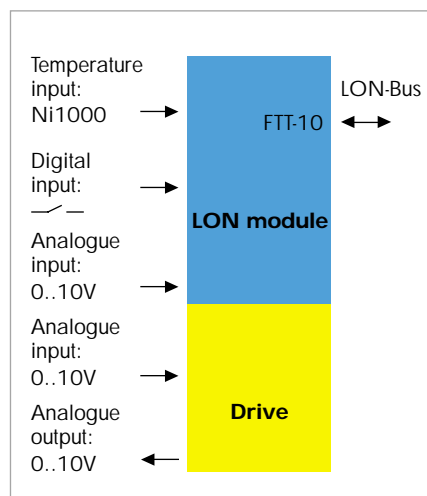 Temperature
input:
Ni1000
LON-Bus
FTT-10
Digital
input:
LON module
Analogue
input:
0..10V
Analogue
input:
0..10V
Drive
Analogue
output:
0..10V